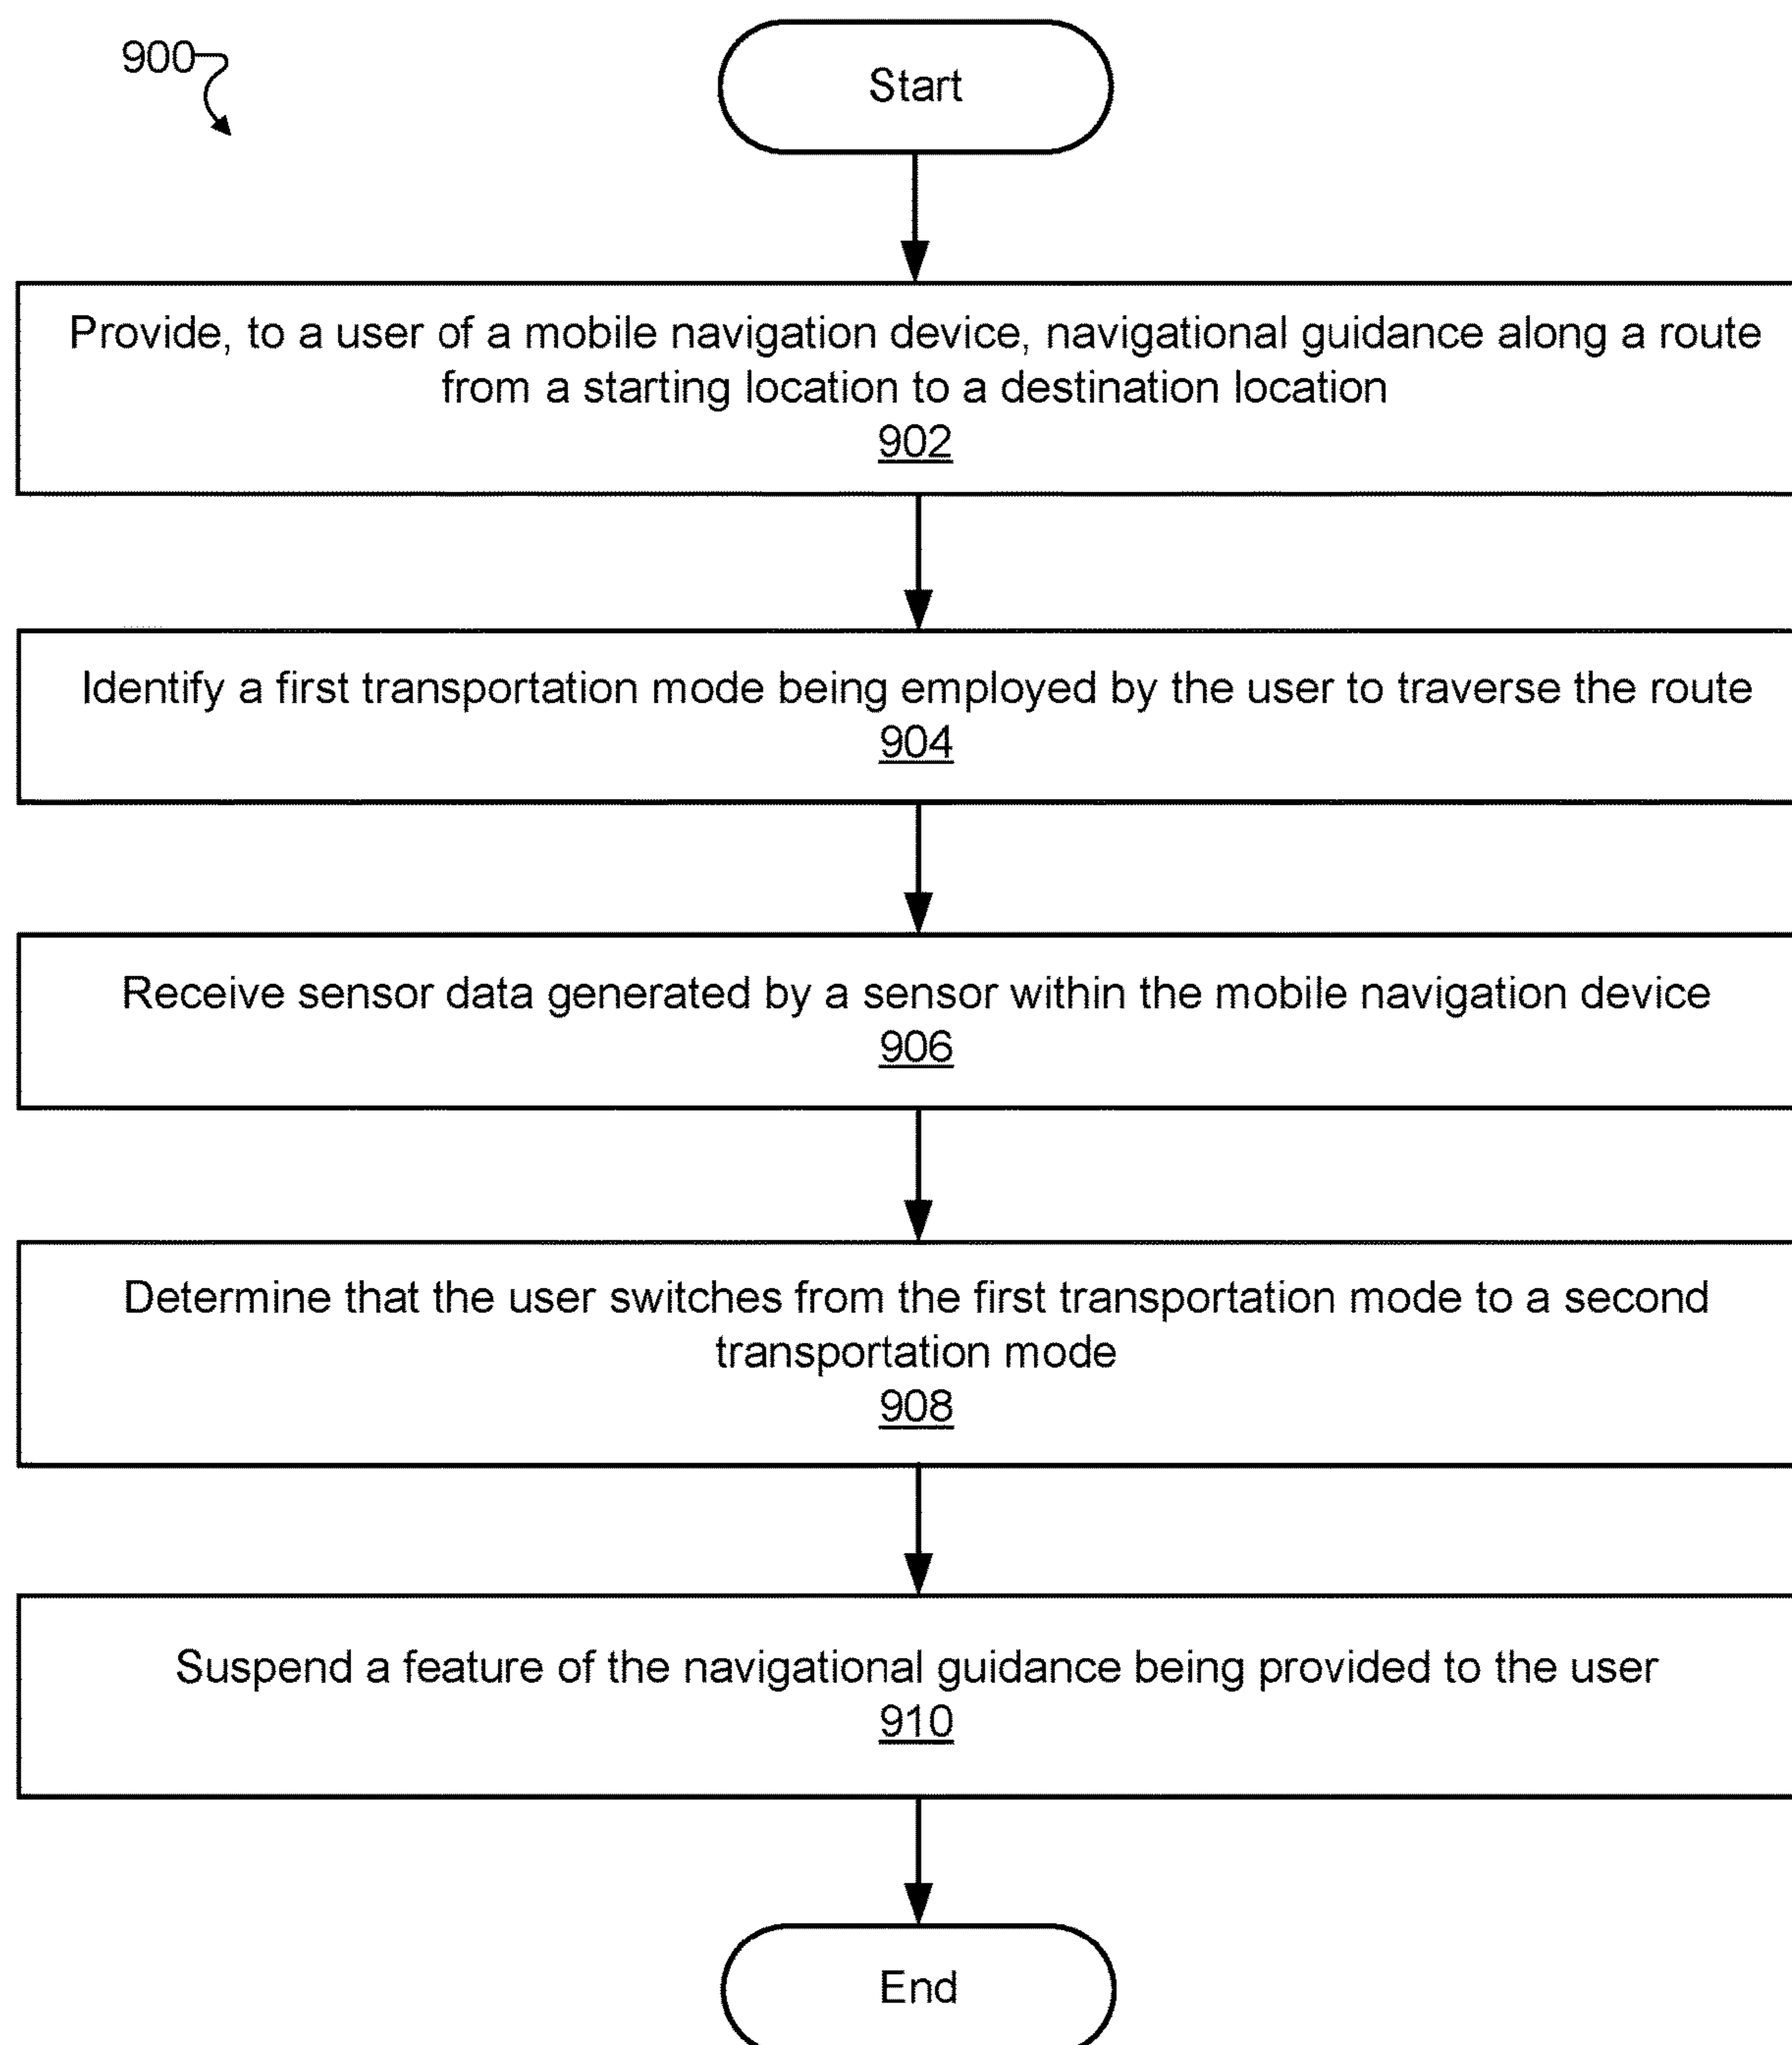 900
Start
Provide, to a user of a mobile navigation device, navigational guidance along a route
from a starting location to a destination location
902
Identify a first transportation mode being employed by the user to traverse the route
904
Receive sensor data generated by a sensor within the mobile navigation device
906
Determine that the user switches from the first transportation mode to a second
transportation mode
908
Suspend a feature of the navigational guidance being provided to the user
910
End